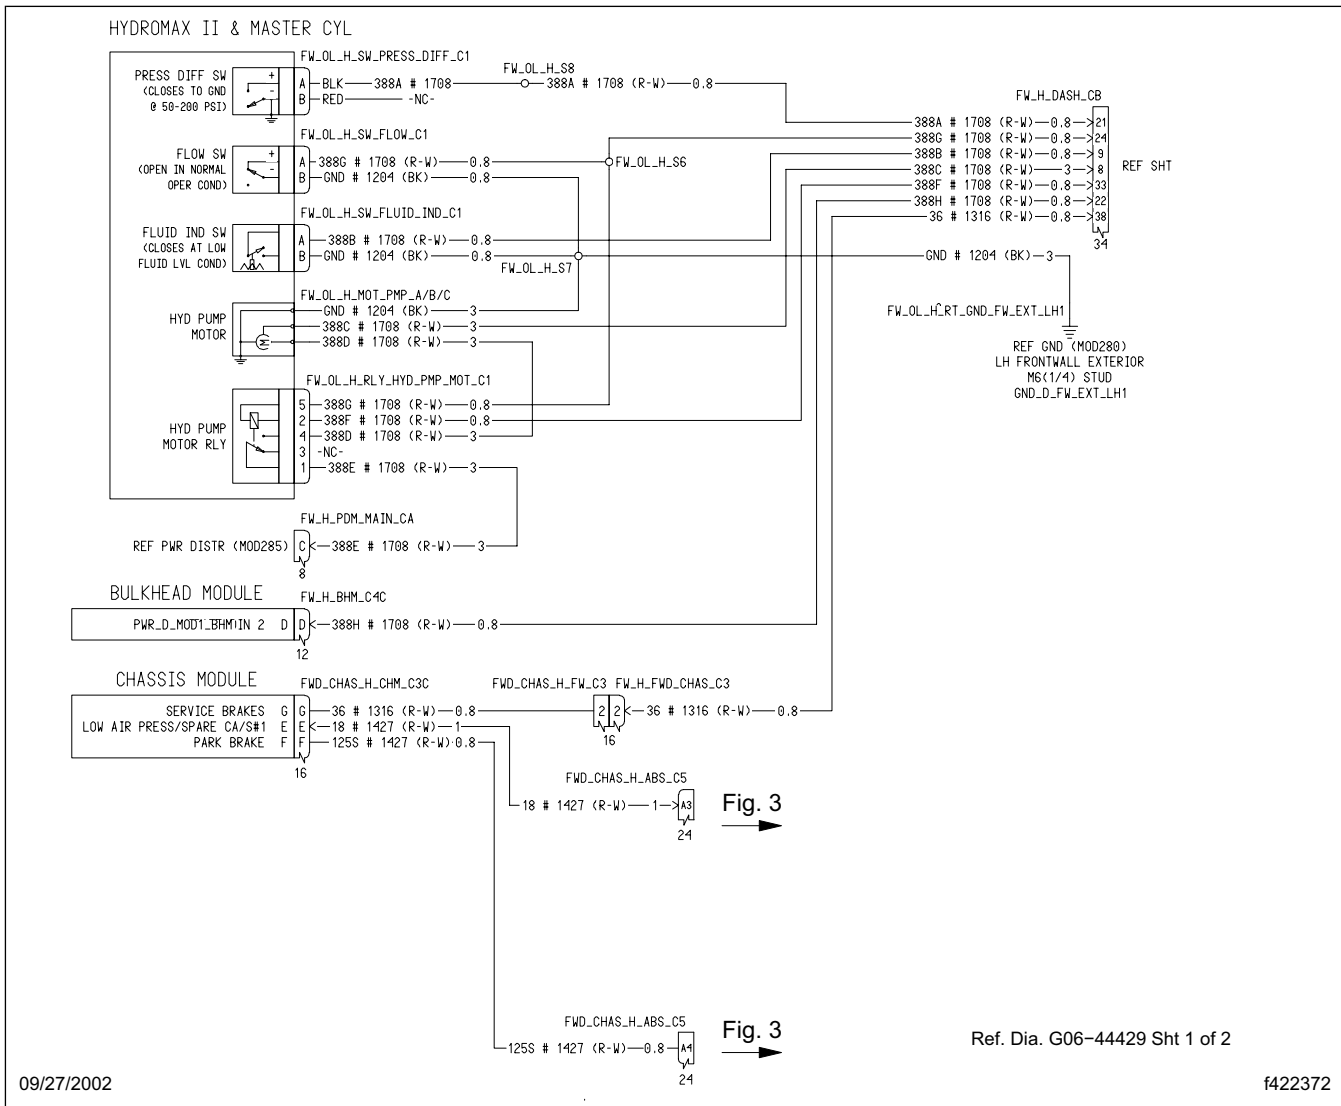 HYDROMAX II & MASTER CYL
FW_OL_H_SW_PRESS_DIFF_C1
PRESS DIFF SW
(CLOSES TO GND
@ 50-200 PSI)
+
-
A BLK 388A # 1708 FW_OL_H_S8 388A # 1708 (R-W) 0.8
B RED -NC-
FW_OL_H_SW_FLOW_C1
FLOW SW
(OPEN IN NORMAL
OPER COND)
+
-
A 388G # 1708 (R-W) 0.8 FW_OL_H_S6
B GND # 1204 (BK) 0.8
FW_OL_H_SW_FLUID_IND_C1
FLUID IND SW
(CLOSES AT LOW
FLUID LVL COND)
A 388B # 1708 (R-W) 0.8
B GND # 1204 (BK) 0.8
FW_OL_H_S7
FW_OL_H_MOT_PMP_A/B/C
HYD PUMP
MOTOR
M
GND # 1204 (BK) 3
388C # 1708 (R-W) 3
388D # 1708 (R-W) 3
FW_OL_H_RLY_HYD_PMP_MOT_C1
HYD PUMP
MOTOR RLY
5 388G # 1708 (R-W) 0.8
2 388F # 1708 (R-W) 0.8
4 388D # 1708 (R-W) 3
3 -NC-
1 388E # 1708 (R-W) 3
FW_H_DASH_CB
388A # 1708 (R-W) 0.8 21
388G # 1708 (R-W) 0.8 24
388B # 1708 (R-W) 0.8 9
388C # 1708 (R-W) 3 8
388F # 1708 (R-W) 0.8 33
388H # 1708 (R-W) 0.8 22
36 # 1316 (R-W) 0.8 38
34
REF SHT
GND # 1204 (BK) 3
FW_OL_H_RT_GND_FW_EXT_LH1
REF GND (MOD280)
LH FRONTWALL EXTERIOR
M6(1/4) STUD
GND_D_FW_EXT_LH1
FW_H_PDM_MAIN_CA
REF PWR DISTR (MOD285) C 388E # 1708 (R-W) 3
8
BULKHEAD MODULE
FW_H_BHM_C4C
PWR_D_MOD1_BHM IN 2 D D 388H # 1708 (R-W) 0.8
12
CHASSIS MODULE
FWD_CHAS_H_CHM_C3C
SERVICE BRAKES G G 36 # 1316 (R-W) 0.8
LOW AIR PRESS/SPARE CA/S#1 E E 18 # 1427 (R-W) 1
PARK BRAKE F F 125S # 1427 (R-W) 0.8
16
FWD_CHAS_H_FW_C3 FW_H_FWD_CHAS_C3
2 2 36 # 1316 (R-W) 0.8
16
FWD_CHAS_H_ABS_C5
18 # 1427 (R-W) 1 A3
24
Fig. 3
FWD_CHAS_H_ABS_C5
125S # 1427 (R-W) 0.8 A4
24
Fig. 3
Ref. Dia. G06−44429 Sht 1 of 2
09/27/2002
f422372